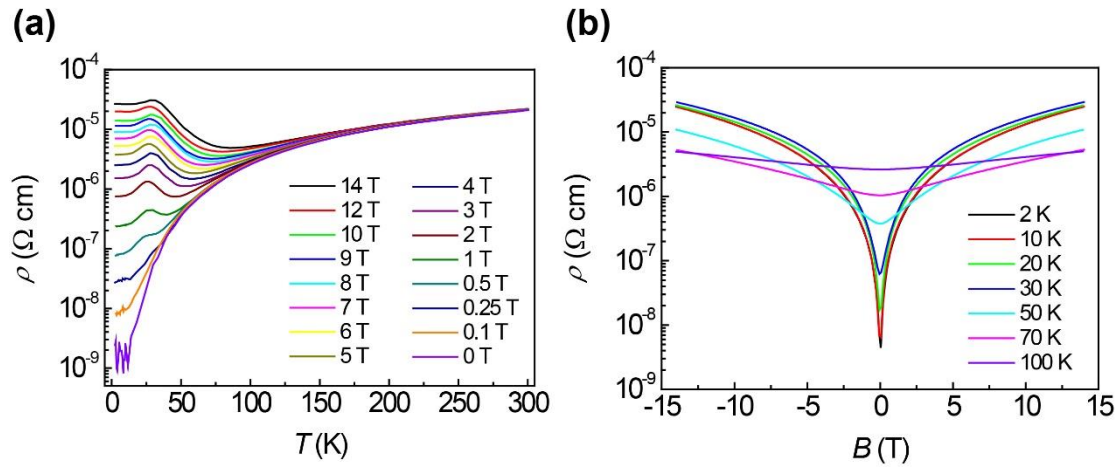 (a)
(b)
10⁻⁴
10⁻⁵
10⁻⁶
10⁻⁷
10⁻⁸
10⁻⁹
ρ (Ω cm)
14 T
12 T
10 T
9 T
8 T
7 T
6 T
5 T
4 T
3 T
2 T
1 T
0.5 T
0.25 T
0.1 T
0 T
0 50 100 150 200 250 300
T (K)
10⁻⁴
10⁻⁵
10⁻⁶
10⁻⁷
10⁻⁸
10⁻⁹
ρ (Ω cm)
2 K
10 K
20 K
30 K
50 K
70 K
100 K
-15 -10 -5 0 5 10 15
B (T)